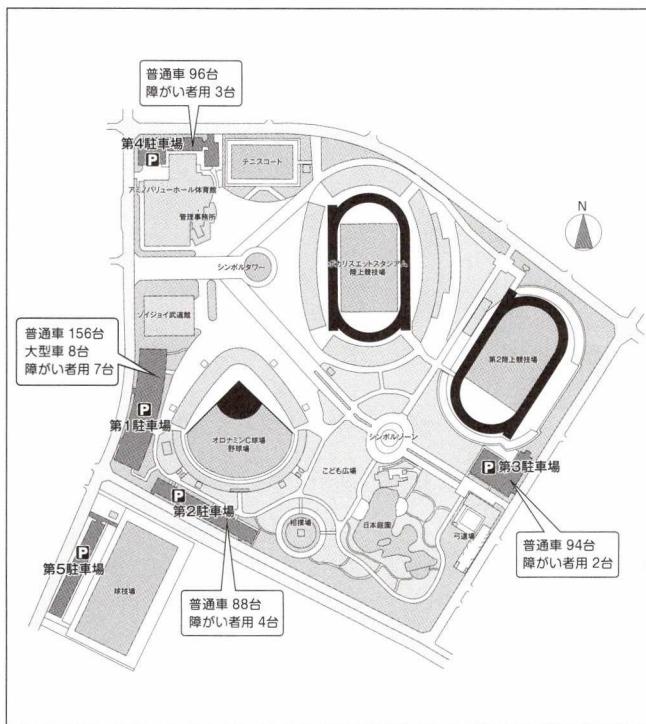 普通車 96台
障がい者用 3台
第4駐車場
P
テニスコート
アミノバリューホール体育館
管理事務所
N
シンボルタワー
ポカリスエットスタジアム
陸上競技場
ソイジョイ武道館
第2陸上競技場
普通車 156台
大型車 8台
障がい者用 7台
P
第1駐車場
オロナミンC球場
野球場
シンボルゾーン
こども広場
P
第3駐車場
P
第2駐車場
相撲場
日本庭園
弓道場
普通車 94台
障がい者用 2台
P
第5駐車場
球技場
普通車 88台
障がい者用 4台